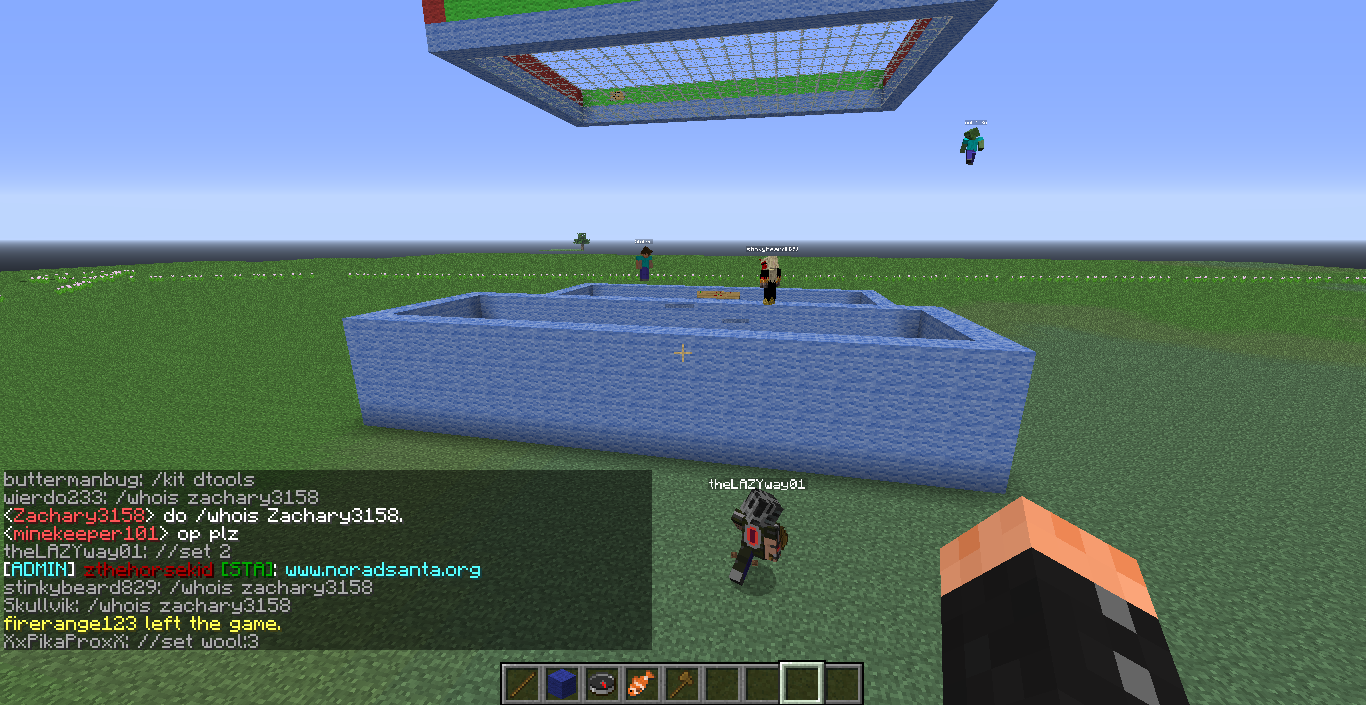 stinkybeard829
theLAZYway01
buttermanbug: /kit dtools
wierdo233: /whois zachary3158
<Zachary3158> do /whois Zachary3158.
<minekeeper101> op plz
theLAZYway01: //set 2
[ADMIN] zthehorsekid [STA]: www.noradsanta.org
stinkybeard829: /whois zachary3158
Skullvik: /whois zachary3158
firerange123 left the game.
XxPikaProxX: //set wool:3